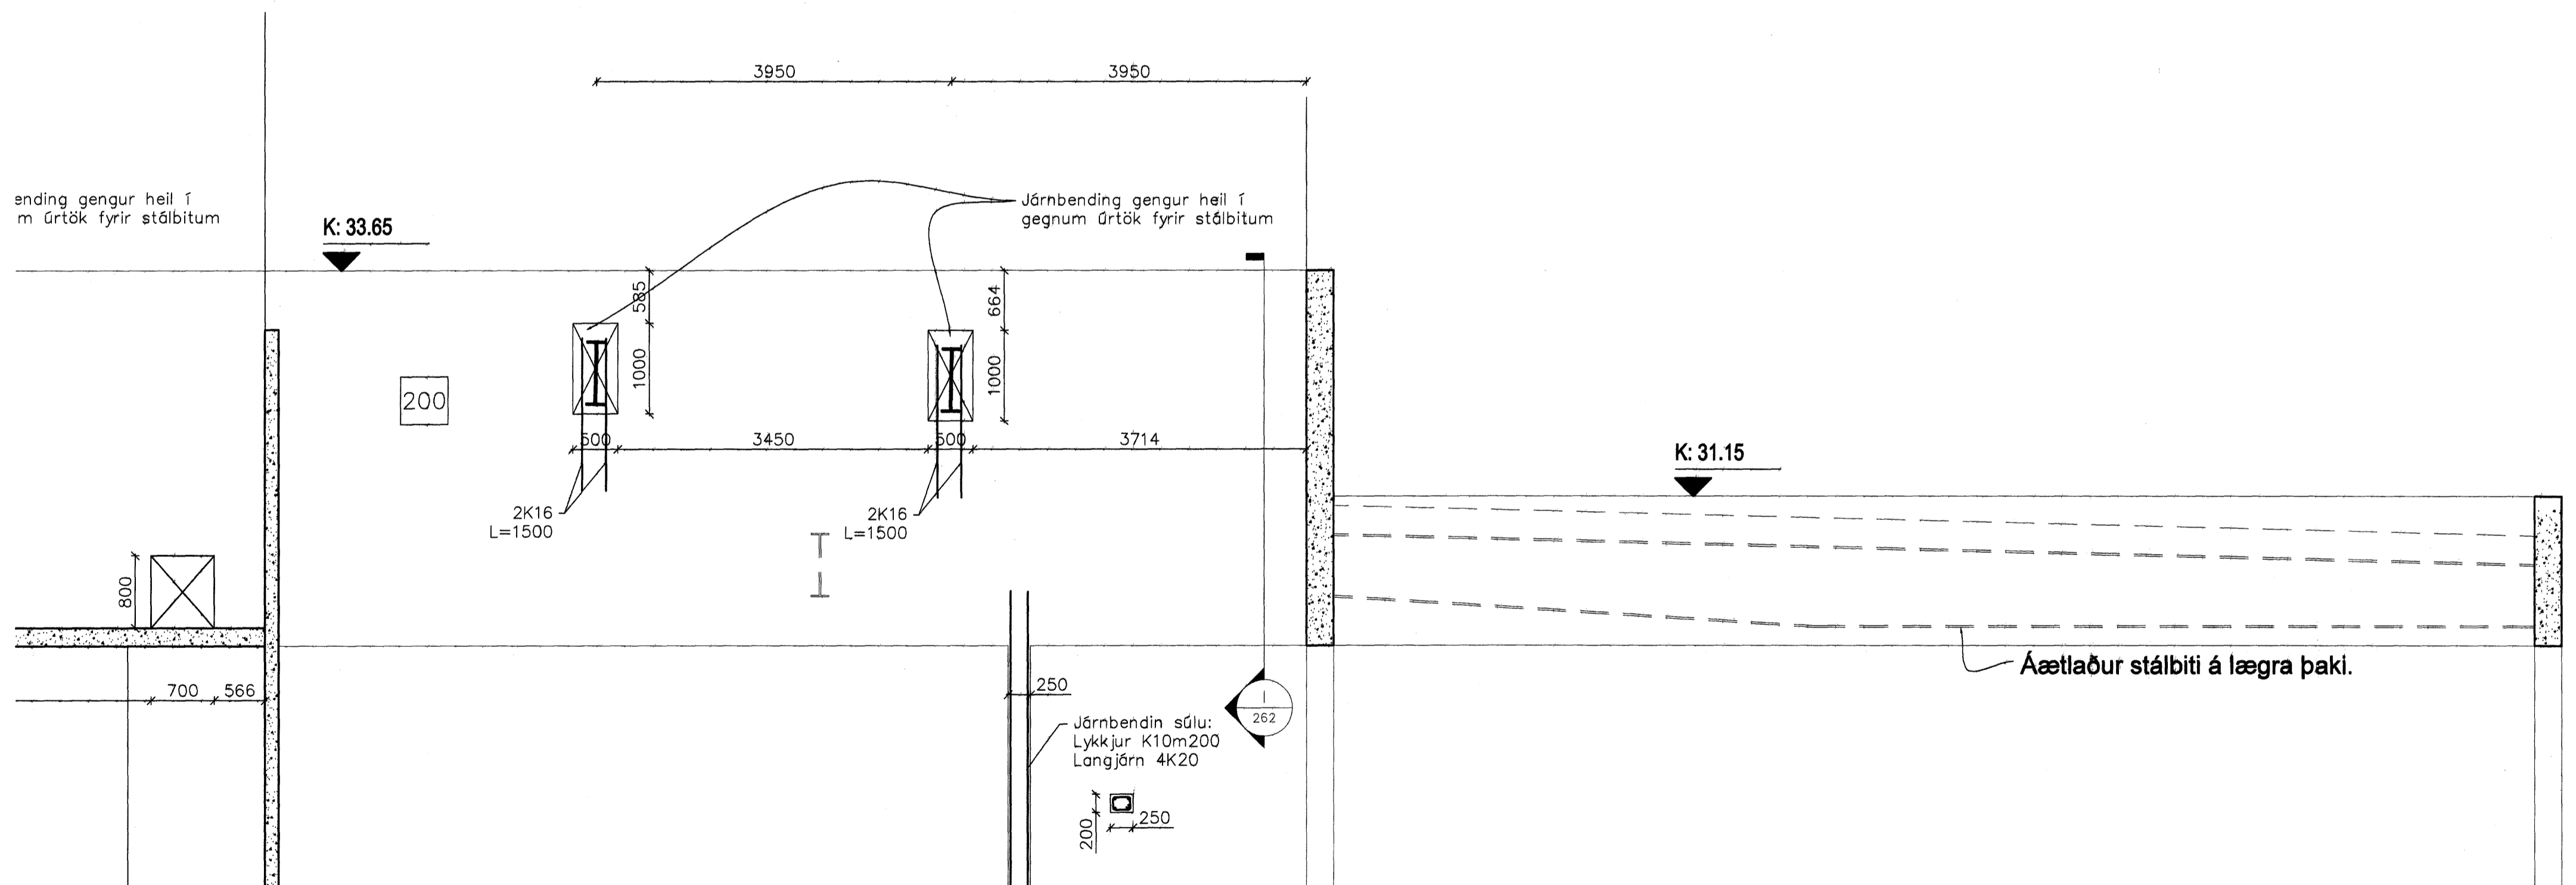 3950
3950
ending gengur heil í
m úrtök fyrir stálbitum
K: 33.65
Járnbending gengur heil í
gegnum úrtök fyrir stálbitum
585
664
1000
1000
200
500
3450
500
3714
K: 31.15
2K16
L=1500
2K16
L=1500
800
Áætlaður stálbiti á lægra þaki.
700
566
250
I
262
Járnbendin súlu:
Lykkjur K10m200
Langjárn 4K20
200
250